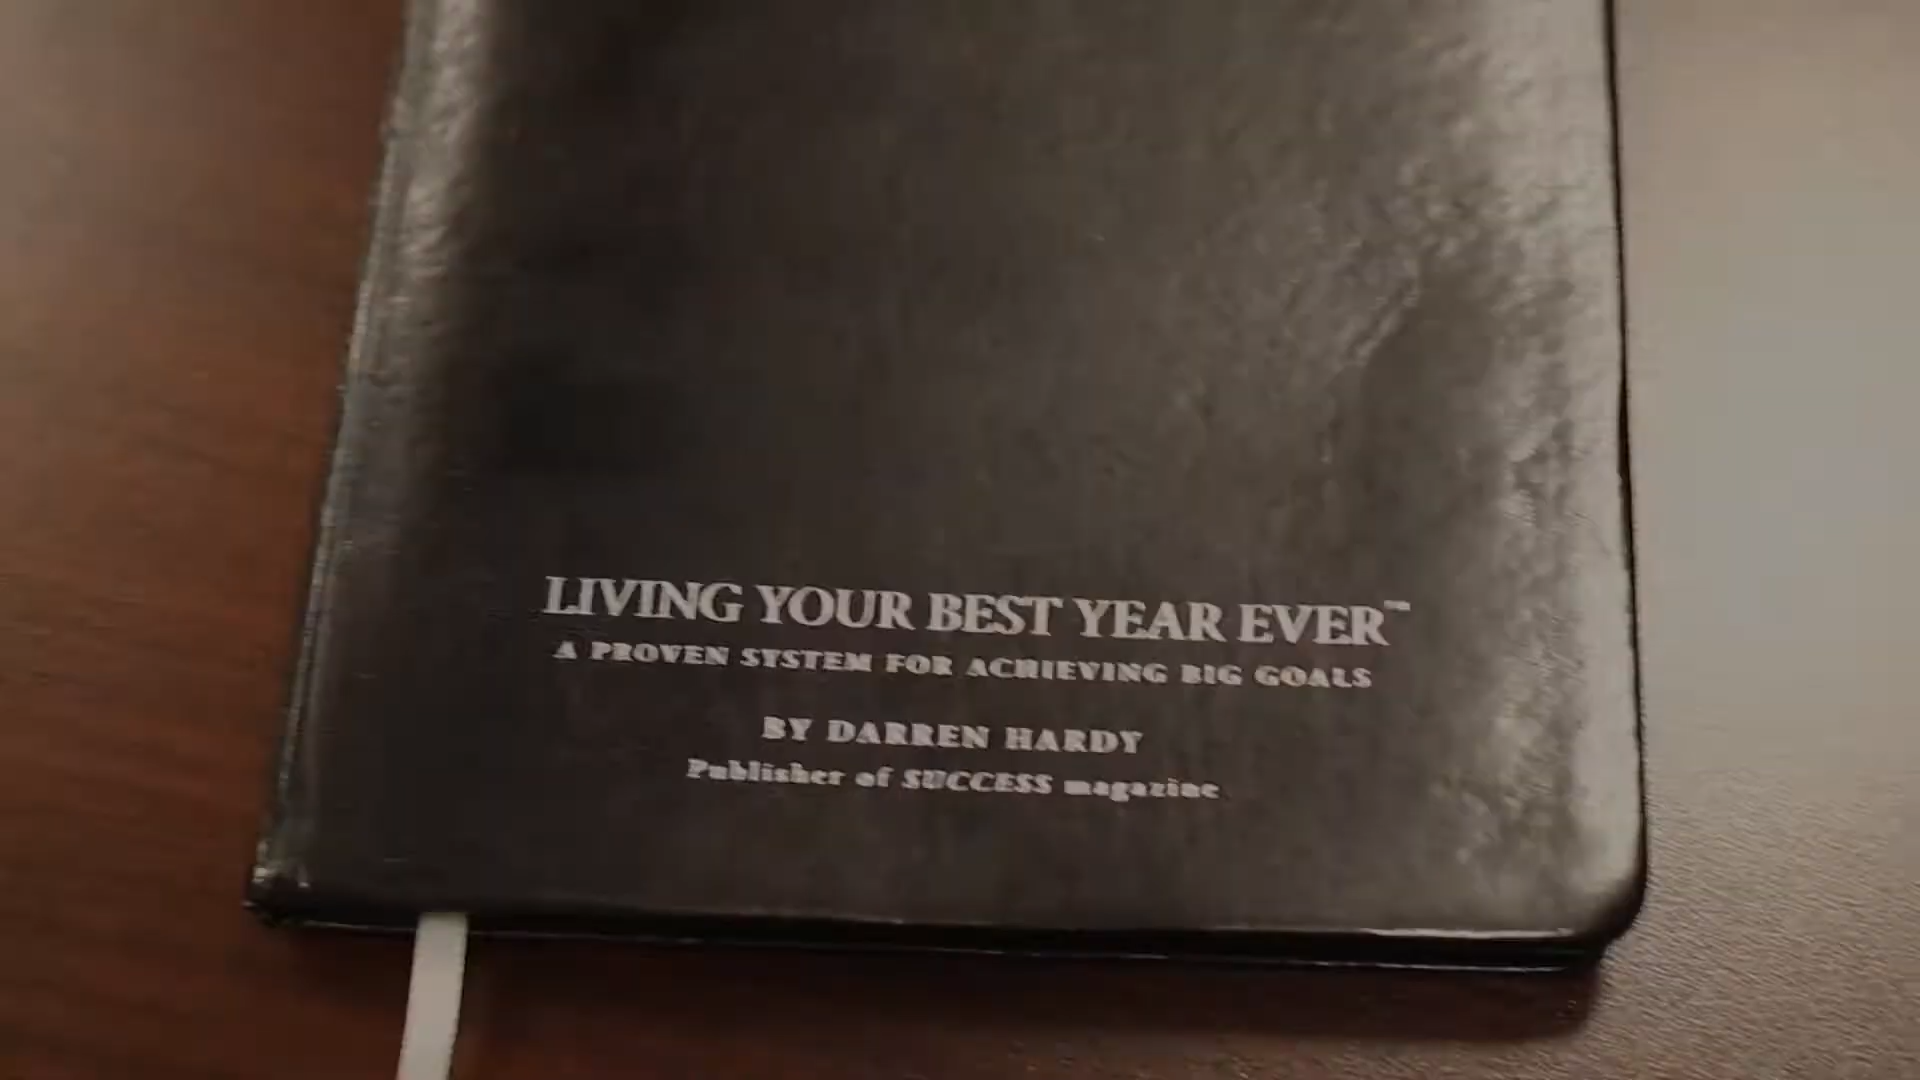 LIVING YOUR BEST YEAR EVER™
A PROVEN SYSTEM FOR ACHIEVING BIG GOALS
BY DARREN HARDY
Publisher of SUCCESS magazine